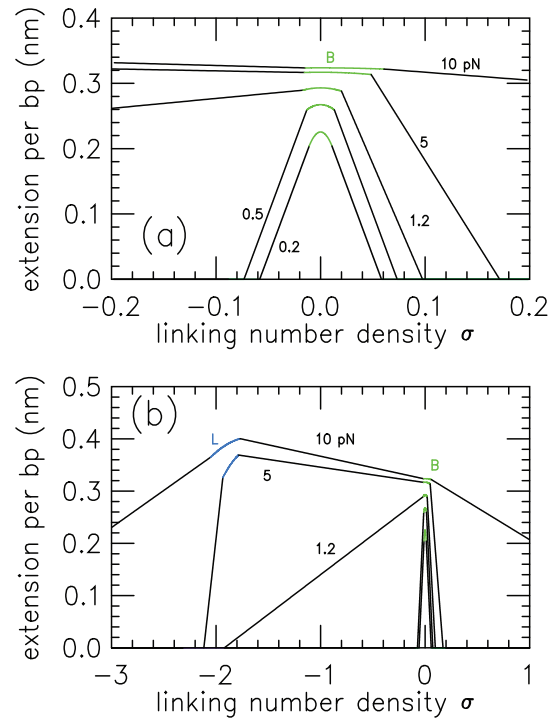 0.4
B
10 pN
0.3
0.2
5
0.5
1.2
0.1
(a)
0.2
0.0
−0.2 −0.1 0.0 0.1 0.2
extension per bp (nm)
linking number density σ
0.5
(b)
L
10 pN
0.4
B
5
0.3
0.2
1.2
0.1
0.0
−3 −2 −1 0 1
extension per bp (nm)
linking number density σ